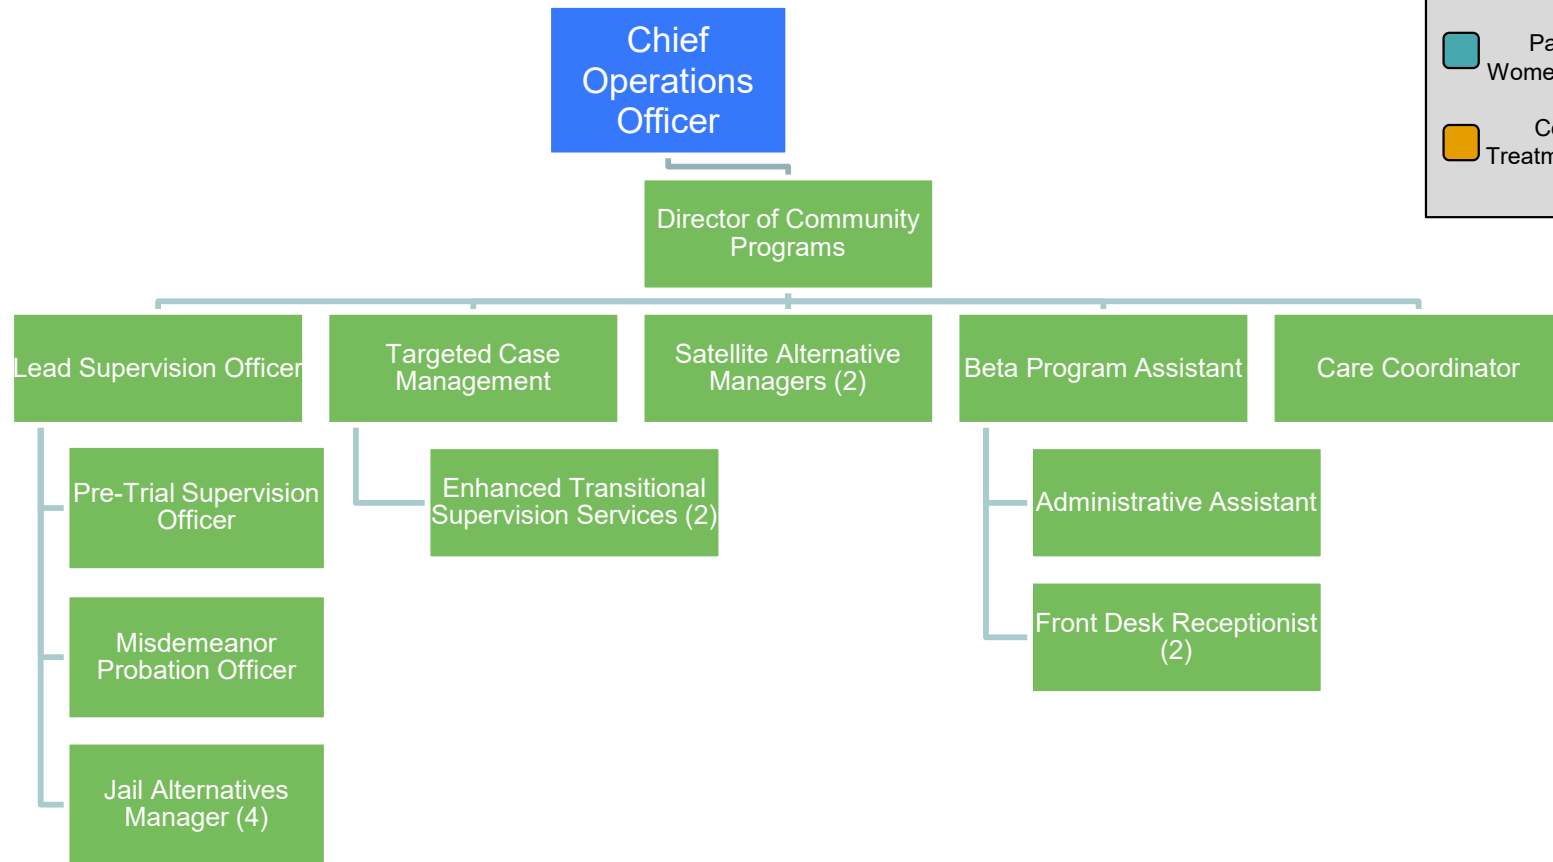 Chief
Operations
Officer
Director of Community
Programs
Lead Supervision Officer
Targeted Case
Management
Satellite Alternative
Managers (2)
Beta Program Assistant
Care Coordinator
Pre-Trial Supervision
Officer
Misdemeanor
Probation Officer
Jail Alternatives
Manager (4)
Enhanced Transitional
Supervision Services (2)
Administrative Assistant
Front Desk Receptionist
(2)